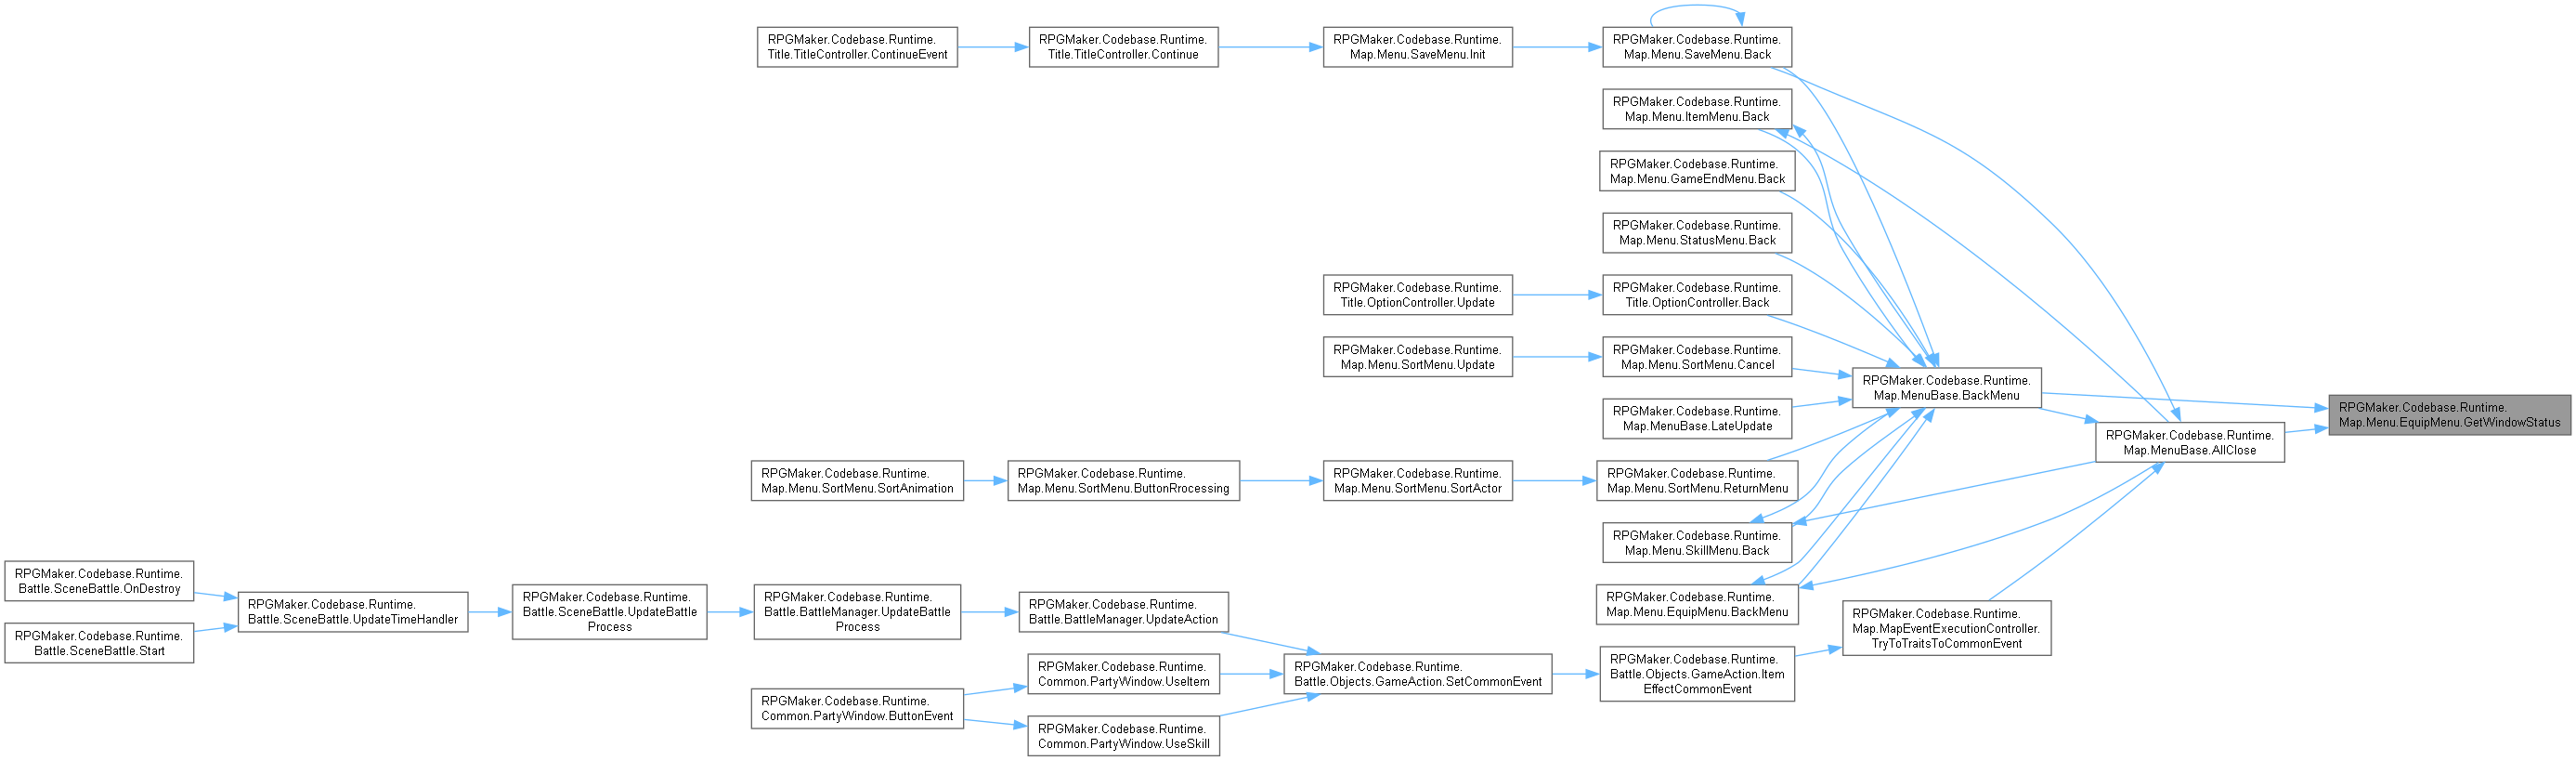 RPGMaker.Codebase.Runtime.
Title.TitleController.ContinueEvent
RPGMaker.Codebase.Runtime.
Title.TitleController.Continue
RPGMaker.Codebase.Runtime.
Map.Menu.SaveMenu.Init
RPGMaker.Codebase.Runtime.
Map.Menu.SaveMenu.Back
RPGMaker.Codebase.Runtime.
Map.Menu.ItemMenu.Back
RPGMaker.Codebase.Runtime.
Map.Menu.GameEndMenu.Back
RPGMaker.Codebase.Runtime.
Map.Menu.StatusMenu.Back
RPGMaker.Codebase.Runtime.
Title.OptionController.Update
RPGMaker.Codebase.Runtime.
Title.OptionController.Back
RPGMaker.Codebase.Runtime.
Map.Menu.SortMenu.Update
RPGMaker.Codebase.Runtime.
Map.Menu.SortMenu.Cancel
RPGMaker.Codebase.Runtime.
Map.MenuBase.BackMenu
RPGMaker.Codebase.Runtime.
Map.Menu.EquipMenu.GetWindowStatus
RPGMaker.Codebase.Runtime.
Map.MenuBase.LateUpdate
RPGMaker.Codebase.Runtime.
Map.MenuBase.AllClose
RPGMaker.Codebase.Runtime.
Map.Menu.SortMenu.SortAnimation
RPGMaker.Codebase.Runtime.
Map.Menu.SortMenu.ButtonRrocessing
RPGMaker.Codebase.Runtime.
Map.Menu.SortMenu.SortActor
RPGMaker.Codebase.Runtime.
Map.Menu.SortMenu.ReturnMenu
RPGMaker.Codebase.Runtime.
Map.Menu.SkillMenu.Back
RPGMaker.Codebase.Runtime.
Battle.SceneBattle.OnDestroy
RPGMaker.Codebase.Runtime.
Battle.SceneBattle.Start
RPGMaker.Codebase.Runtime.
Battle.SceneBattle.UpdateTimeHandler
RPGMaker.Codebase.Runtime.
Battle.SceneBattle.UpdateBattle
Process
RPGMaker.Codebase.Runtime.
Battle.BattleManager.UpdateBattle
Process
RPGMaker.Codebase.Runtime.
Battle.BattleManager.UpdateAction
RPGMaker.Codebase.Runtime.
Map.Menu.EquipMenu.BackMenu
RPGMaker.Codebase.Runtime.
Map.MapEventExecutionController.
TryToTraitsToCommonEvent
RPGMaker.Codebase.Runtime.
Common.PartyWindow.ButtonEvent
RPGMaker.Codebase.Runtime.
Common.PartyWindow.UseItem
RPGMaker.Codebase.Runtime.
Battle.Objects.GameAction.SetCommonEvent
RPGMaker.Codebase.Runtime.
Battle.Objects.GameAction.Item
EffectCommonEvent
RPGMaker.Codebase.Runtime.
Common.PartyWindow.UseSkill